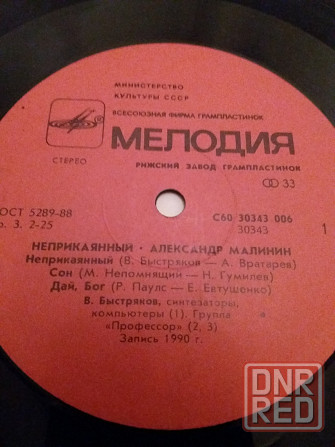 МИНИСТЕРСТВО
КУЛЬТУРЫ СССР
ВСЕСОЮЗНАЯ ФИРМА ГРАМПЛАСТИНОК
МЕЛОДИЯ
СТЕРЕО
РИЖСКИЙ ЗАВОД ГРАМПЛАСТИНОК
33
ОСТ 5289-88
р. 3. 2-25
С60 30343 006
30343
1
НЕПРИКАЯННЫЙ · АЛЕКСАНДР МАЛИНИН
Неприкаянный (В. Быстряков — А. Вратарев)
Сон (М. Непомнящий — Н. Гумилев)
Дай, Бог (Р. Паулс — Е. Евтушенко)
В. Быстряков, синтезаторы,
компьютеры (1). Группа
«Профессор» (2, 3)
Запись 1990 г.
DNR
RED